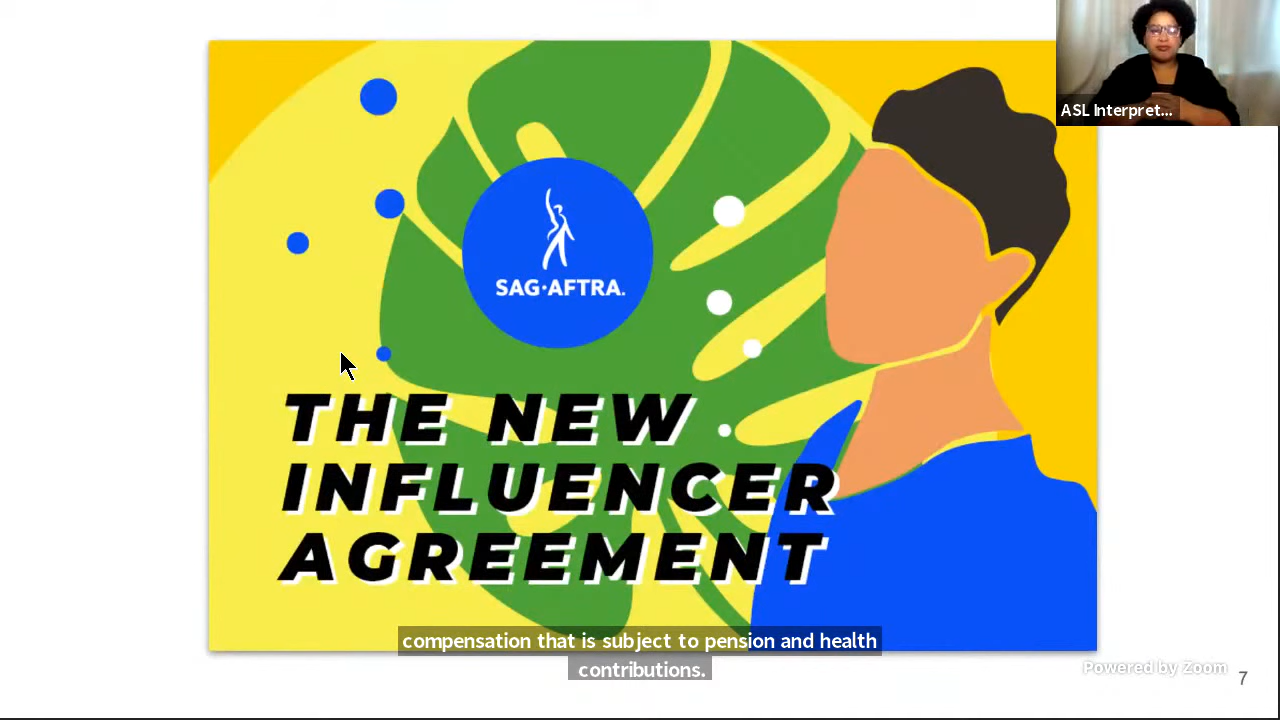 ASL Interpret...
SAG·AFTRA.
THE NEW
INFLUENCER
AGREEMENT
compensation that is subject to pension and health
contributions.
Powered by Zoom
7